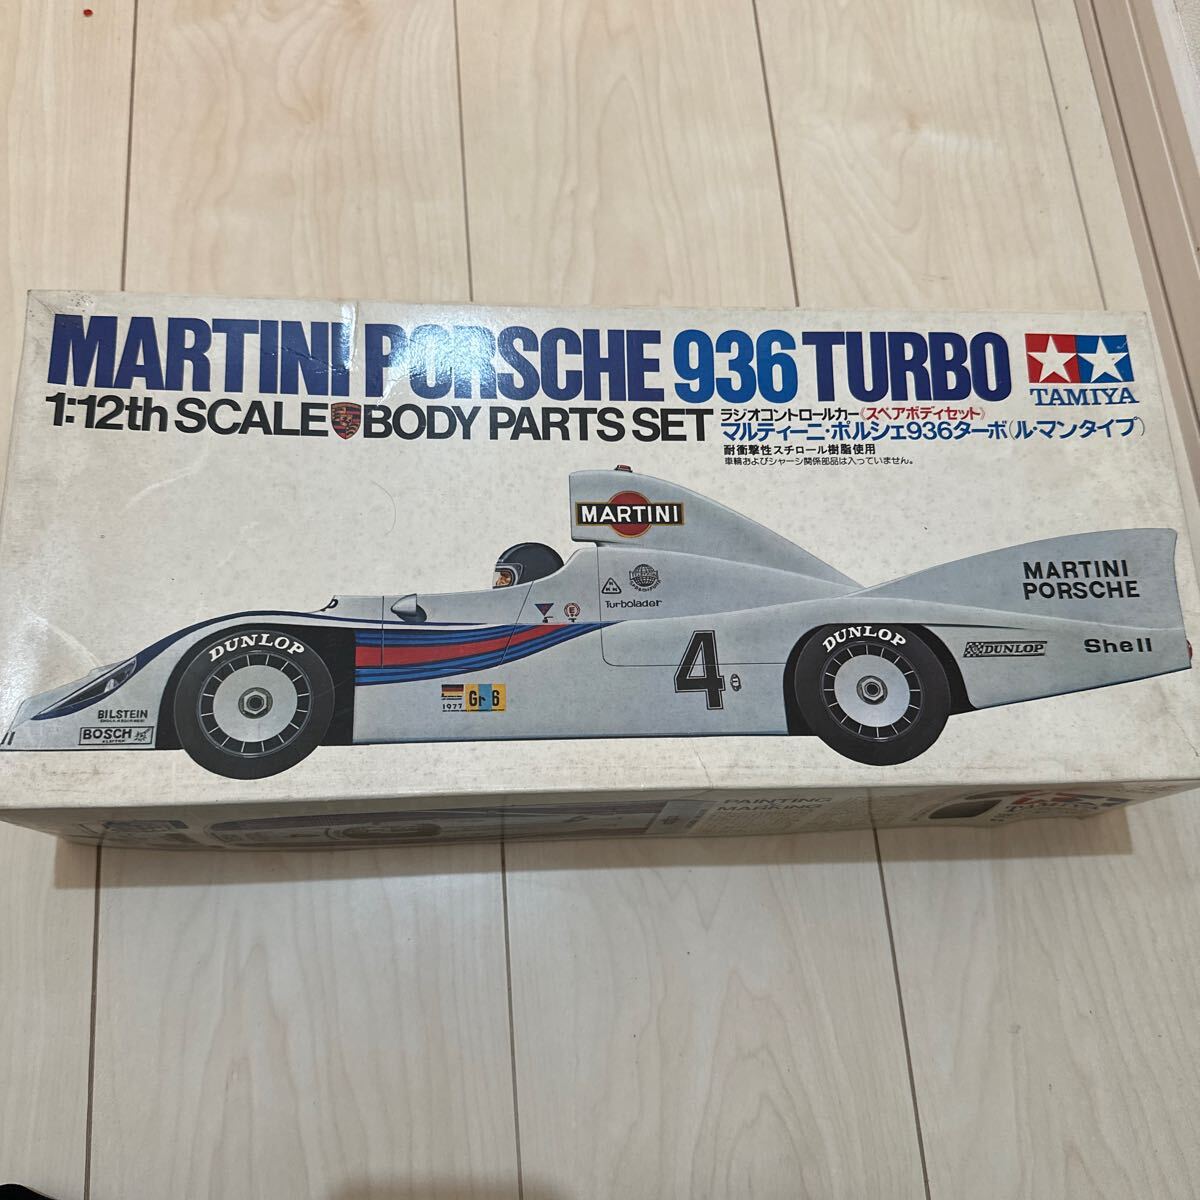 MARTINI PORSCHE 936 TURBO
TAMIYA
1:12th SCALE BODY PARTS SET
ラジオコントロールカー《スペアボディセット》
マルティーニ・ポルシェ936ターボ(ル・マンタイプ)
耐衝撃性スチロール樹脂使用
車輪およびシャーシ関係部品は入っていません。
MARTINI
MARTINI
PORSCHE
Turbolader
DUNLOP
DUNLOP
4
DUNLOP
Shell
1977
Gr 6
BILSTEIN
BOSCH
PAINTING
MARKING